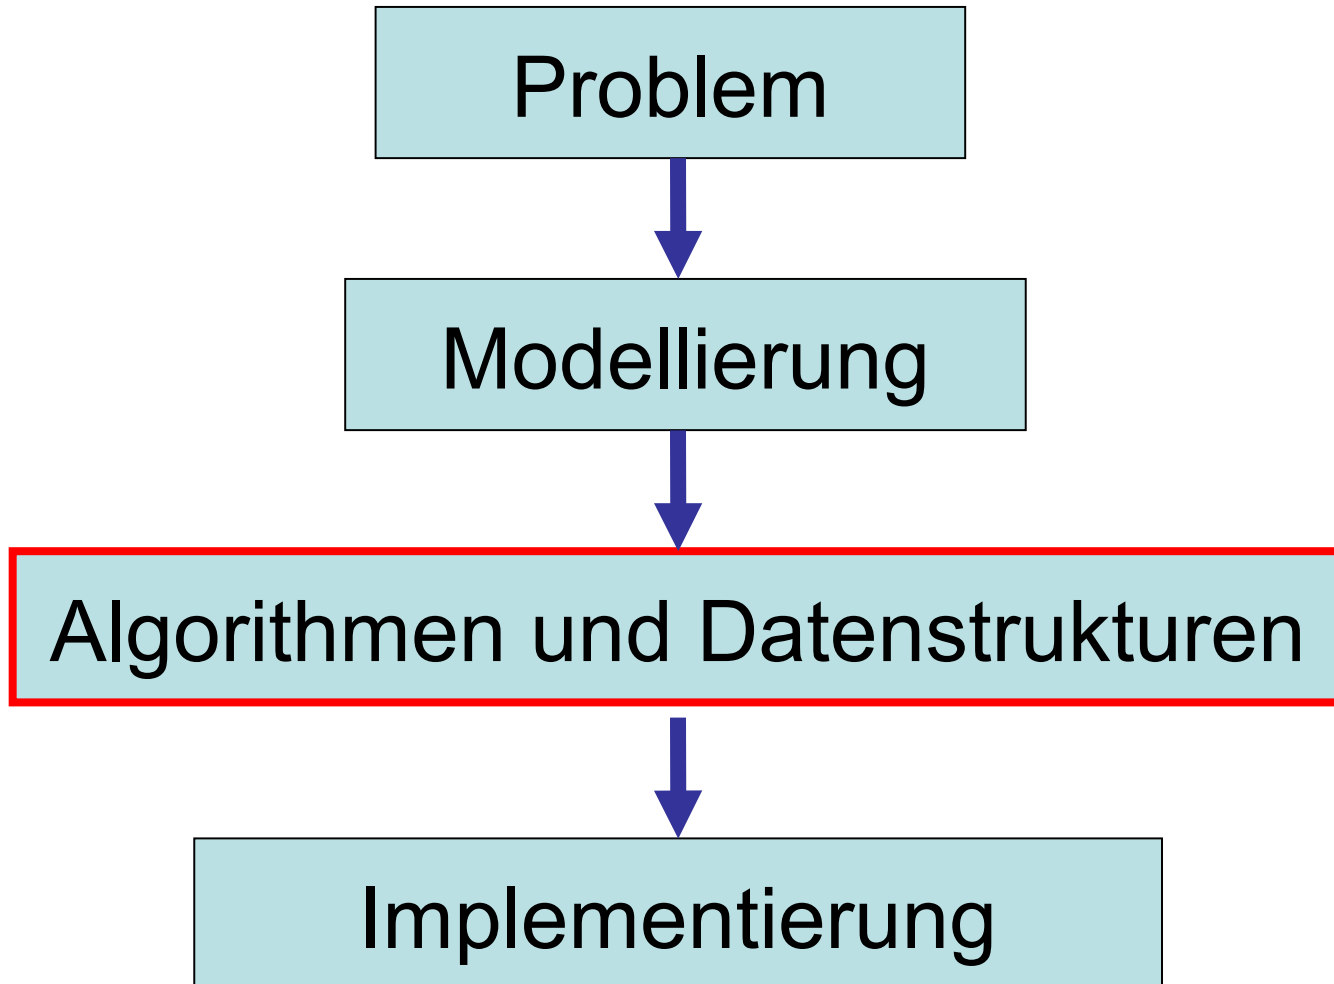 Problem
Modellierung
Algorithmen und Datenstrukturen
Implementierung